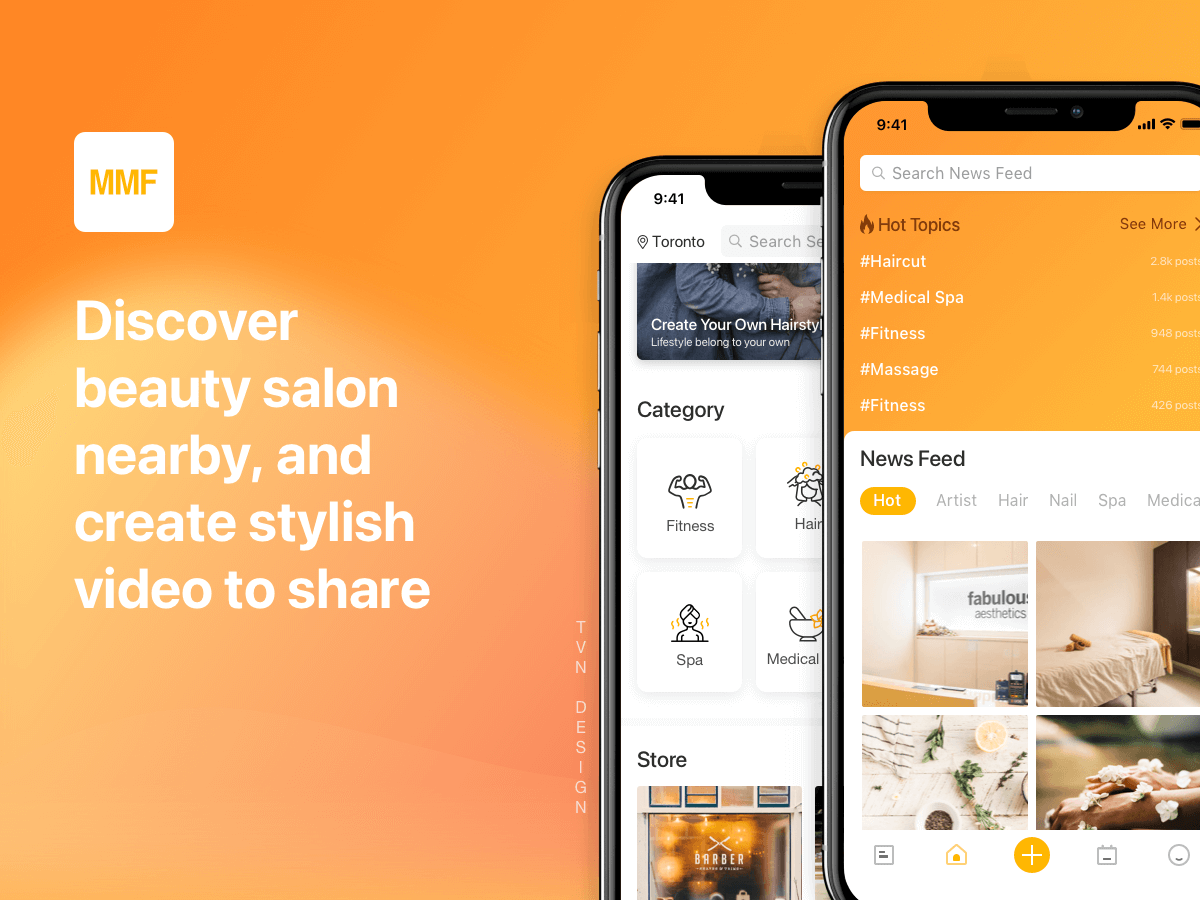 MMF
Discover
beauty salon
nearby, and
create stylish
video to share
TVN DESIGN
9:41
Toronto
Search Se
Create Your Own Hairstyl
Lifestyle belong to your own
Category
Fitness
Hair
Spa
Medical
Store
BARBER
9:41
Search News Feed
Hot Topics
See More
#Haircut 2.8k posts
#Medical Spa 1.4k posts
#Fitness 948 posts
#Massage 744 posts
#Fitness 426 posts
News Feed
Hot Artist Hair Nail Spa Medica
fabulous
aesthetics